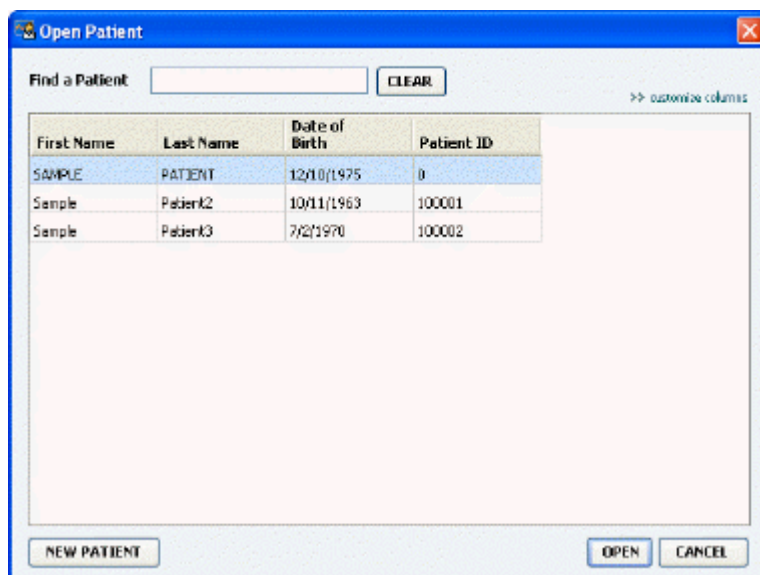 Open Patient
Find a Patient CLEAR
>> customize columns
First Name Last Name Date of Birth Patient ID
SAMPLE PATIENT 12/10/1975 0
Sample Patient2 10/11/1963 100001
Sample Patient3 7/2/1970 100002
NEW PATIENT OPEN CANCEL